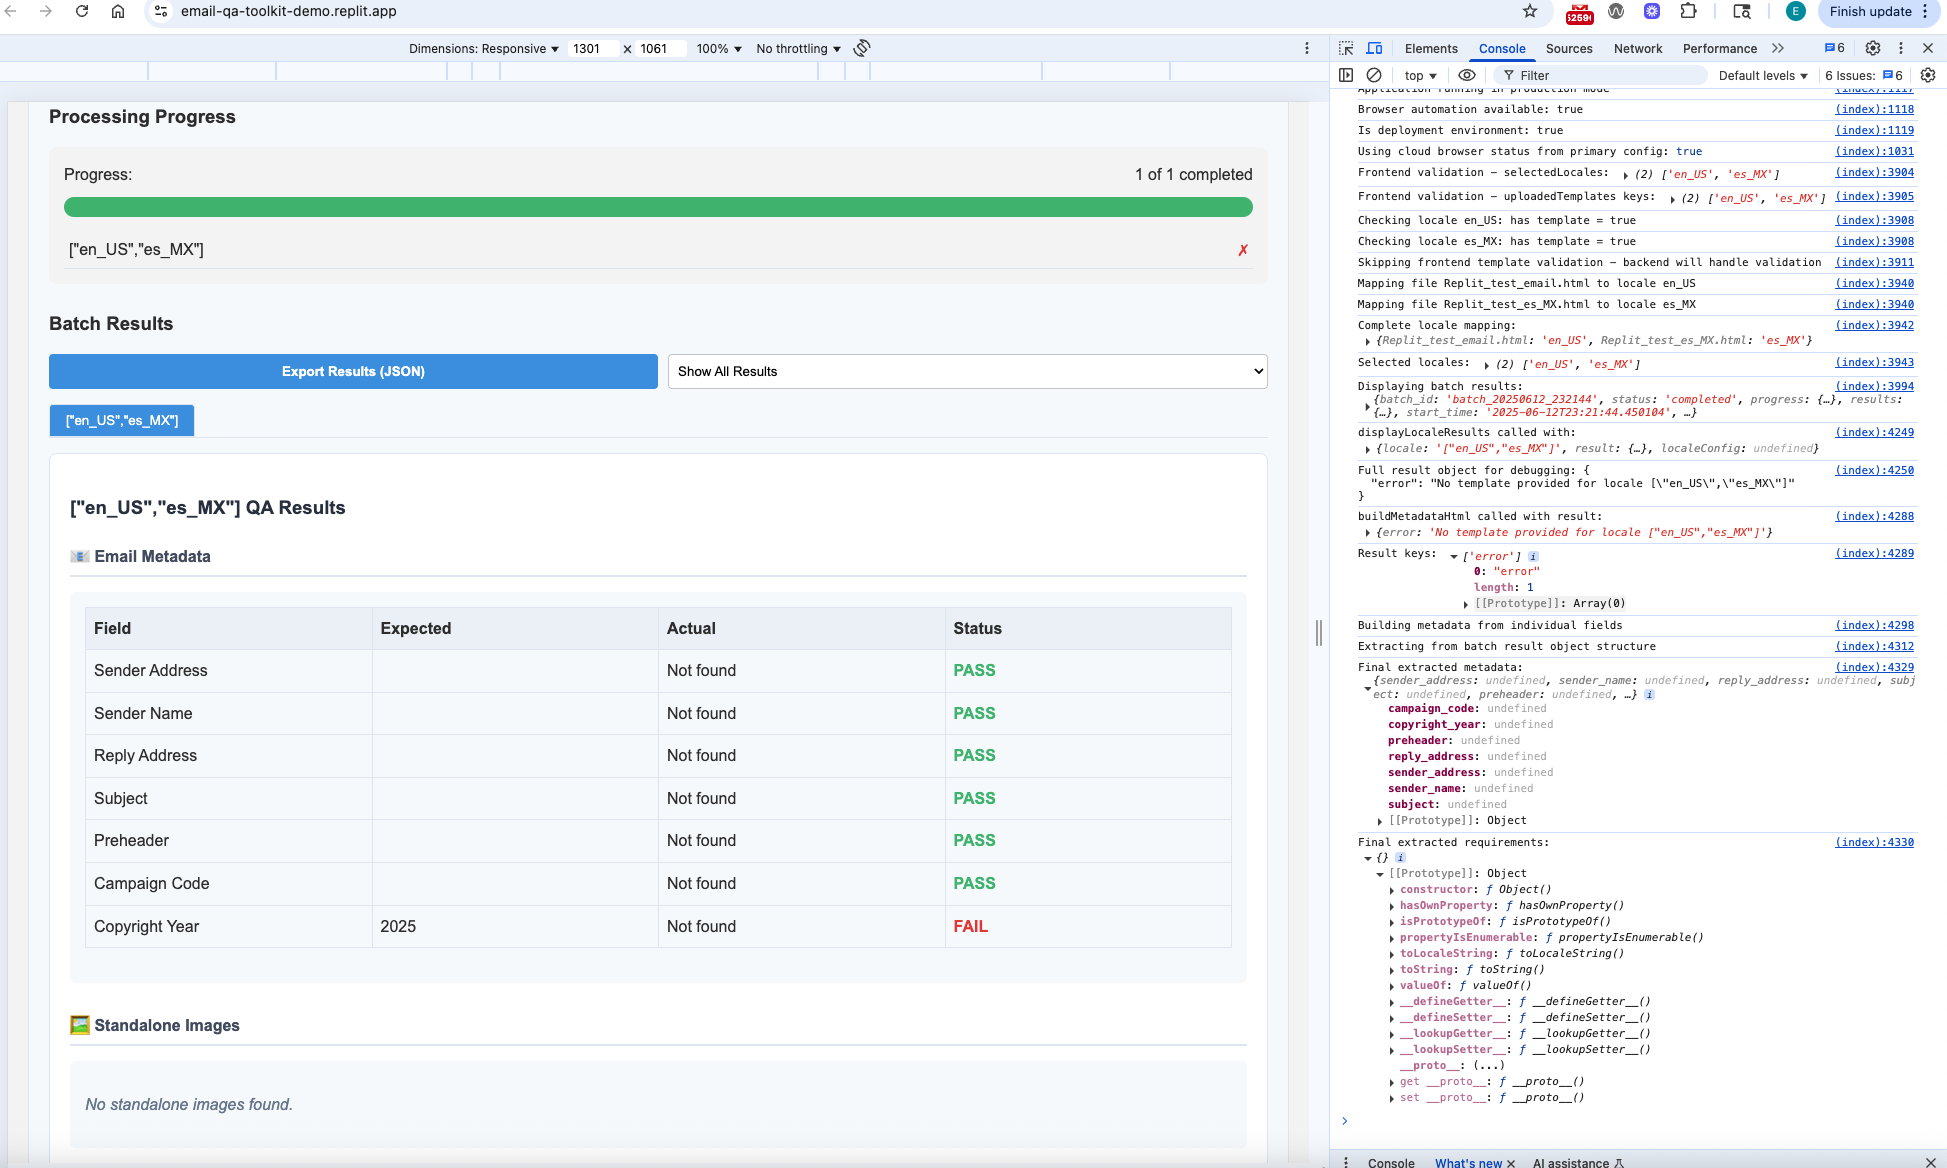 email-qa-toolkit-demo.replit.app
5259
E
Finish update
Dimensions: Responsive
1301
x
1061
100%
No throttling
Elements
Console
Sources
Network
Performance
6
top
Filter
Default levels
6 Issues:
6
Processing Progress
Progress:
1 of 1 completed
["en_US","es_MX"]
✗
Batch Results
Export Results (JSON)
Show All Results
["en_US","es_MX"]
["en_US","es_MX"] QA Results
Email Metadata
Field Expected Actual Status
Sender Address Not found PASS
Sender Name Not found PASS
Reply Address Not found PASS
Subject Not found PASS
Preheader Not found PASS
Campaign Code Not found PASS
Copyright Year 2025 Not found FAIL
Standalone Images
No standalone images found.
Application running in production mode (index):1117
Browser automation available: true (index):1118
Is deployment environment: true (index):1119
Using cloud browser status from primary config: true (index):1031
Frontend validation – selectedLocales: (2) ['en_US', 'es_MX'] (index):3904
Frontend validation – uploadedTemplates keys: (2) ['en_US', 'es_MX'] (index):3905
Checking locale en_US: has template = true (index):3908
Checking locale es_MX: has template = true (index):3908
Skipping frontend template validation – backend will handle validation (index):3911
Mapping file Replit_test_email.html to locale en_US (index):3940
Mapping file Replit_test_es_MX.html to locale es_MX (index):3940
Complete locale mapping: (index):3942
{Replit_test_email.html: 'en_US', Replit_test_es_MX.html: 'es_MX'}
Selected locales: (2) ['en_US', 'es_MX'] (index):3943
Displaying batch results: (index):3994
{batch_id: 'batch_20250612_232144', status: 'completed', progress: {…}, results:
{…}, start_time: '2025-06-12T23:21:44.450104', …}
displayLocaleResults called with: (index):4249
{locale: '["en_US","es_MX"]', result: {…}, localeConfig: undefined}
Full result object for debugging: { (index):4250
"error": "No template provided for locale [\"en_US\",\"es_MX\"]"
}
buildMetadataHtml called with result: (index):4288
{error: 'No template provided for locale ["en_US","es_MX"]'}
Result keys: ['error'] i (index):4289
0: "error"
length: 1
[[Prototype]]: Array(0)
Building metadata from individual fields (index):4298
Extracting from batch result object structure (index):4312
Final extracted metadata: (index):4329
{sender_address: undefined, sender_name: undefined, reply_address: undefined, subj
ect: undefined, preheader: undefined, …} i
campaign_code: undefined
copyright_year: undefined
preheader: undefined
reply_address: undefined
sender_address: undefined
sender_name: undefined
subject: undefined
[[Prototype]]: Object
Final extracted requirements: (index):4330
{} i
[[Prototype]]: Object
constructor: ƒ Object()
hasOwnProperty: ƒ hasOwnProperty()
isPrototypeOf: ƒ isPrototypeOf()
propertyIsEnumerable: ƒ propertyIsEnumerable()
toLocaleString: ƒ toLocaleString()
toString: ƒ toString()
valueOf: ƒ valueOf()
__defineGetter__: ƒ __defineGetter__()
__defineSetter__: ƒ __defineSetter__()
__lookupGetter__: ƒ __lookupGetter__()
__lookupSetter__: ƒ __lookupSetter__()
__proto__: (...)
get __proto__: ƒ __proto__()
set __proto__: ƒ __proto__()
Console
What's new
AI assistance